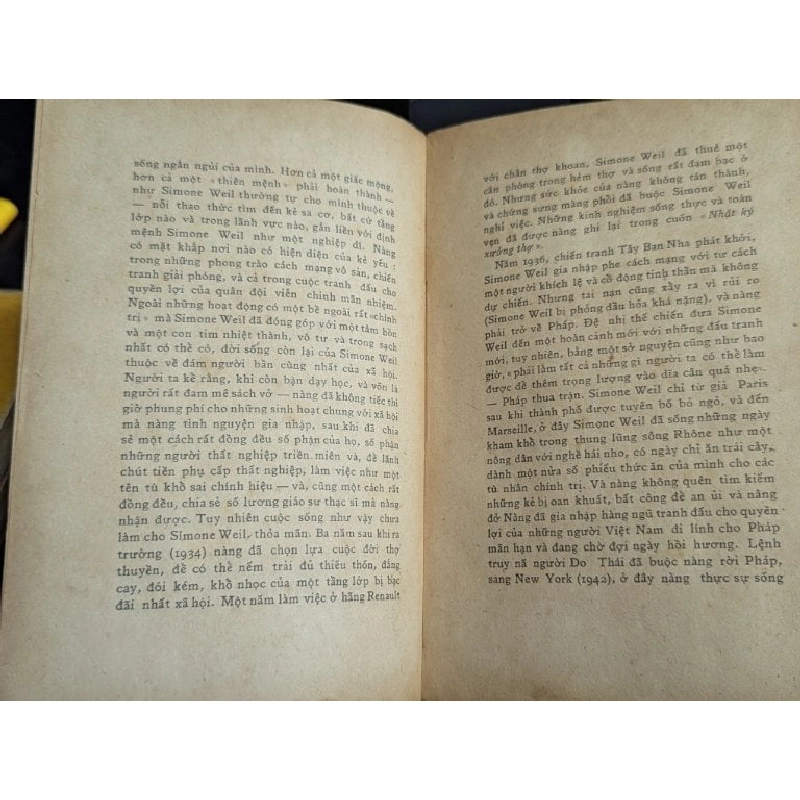 sống ngắn ngủi của mình. Hơn cả một giấc mộng,
hơn cả một «thiên mệnh» phải hoàn thành —
như Simone Weil thường tự cho mình thuộc về
— nỗi thao thức tìm đến kẻ sa cơ, bất cứ tầng
lớp nào và trong lãnh vực nào, gắn liền với định
mệnh Simone Weil như một nghiệp dĩ. Nàng
có mặt khắp nơi nào có hiện diện của kẻ yếu :
trong những phong trào cách mạng vô sản, chiến
tranh giải phóng, và cả trong cuộc tranh đấu cho
quyền lợi của quân đội viên chinh mãn nhiệm.
Ngoài những hoạt động có một bề ngoài rất «chính
trị» mà Simone Weil đã động góp với một tâm hồn
và một con tim nhiệt thành, vô tư và trong sạch
nhất có thể có, đời sống còn lại của Simone Weil
thuộc về đám người bần cùng nhất của xã hội.
Người ta kể rằng, khi còn bận dạy học, và vốn là
người rất đam mê sách vở — nàng đã không tiếc thì
giờ phung phí cho những sinh hoạt chung với xã hội
mà nàng tình nguyện gia nhập, sau khi đã chia
sẻ một cách rất đồng đều số phận của họ, số phận
những người thất nghiệp triền miên và, để lãnh
chút tiền phụ cấp thất nghiệp, làm việc như một
tên tù khổ sai chánh hiệu — và, cũng một cách rất
đồng đều, chia sẻ số lương giáo sư thạc sĩ mà nàng
nhận được. Tuy nhiên cuộc sống như vậy chưa
làm cho Simone Weil thỏa mãn. Ba năm sau khi ra
trường (1934) nàng đã chọn lựa cuộc đời thợ
thuyền, để có thể nếm trải đủ thiếu thốn, đắng
cay, đói kém, khổ nhọc của một tầng lớp bị bạc
đãi nhất xã hội. Một năm làm việc ở hãng Renault
với chân thợ khoan, Simone Weil đã thuê một
căn phòng trong hẻm thợ và sống rất đạm bạc ở
đó. Nhưng sức khỏe của nàng không tán thành,
và chứng sưng màng phổi đã buộc Simone Weil
nghỉ việc. Những kinh nghiệm sống thực và toàn
vẹn đã được nàng ghi lại trong cuốn «Nhật ký
xưởng thợ».
Năm 1936, chiến tranh Tây Ban Nha phát khởi,
Simone Weil gia nhập phe cách mạng với tư cách
một người khích lệ và cổ động tinh thần mà không
dự chiến. Nhưng tai nạn cũng xảy ra vì rủi ro
(Simone Weil bị phỏng dầu hỏa khá nặng), và nàng
phải trở về Pháp. Đệ nhị thế chiến đưa Simone
Weil đến một hoàn cảnh mới với những đấu tranh
mới, tuy nhiên, bằng một sở nguyện cũng như bao
giờ, «phải làm tất cả những gì người ta có thể làm
được để thêm trọng lượng vào dĩa cân quá nhẹ».
— Pháp thua trận. Simone Weil chỉ từ giã Paris
sau khi thành phố được tuyên bố bỏ ngỏ, và đến
Marseille, ở đây Simone Weil đã sống những ngày
kham khổ trong thung lũng sông Rhône như một
nông dân với nghề hái nho, có ngày chỉ ăn trái cây,
dành một nửa số phiếu thức ăn của mình cho các
tù nhân chính trị. Và nàng không quên tìm kiếm
những kẻ bị oan khuất, bất công để an ủi và nâng
đỡ Nàng đã gia nhập hàng ngũ tranh đấu cho quyền
lợi của những người Việt Nam đi lính cho Pháp
mãn hạn và đang chờ đợi ngày hồi hương. Lệnh
truy nã người Do Thái đã buộc nàng rời Pháp,
sang New York (1942), ở đây nàng thực sự sống